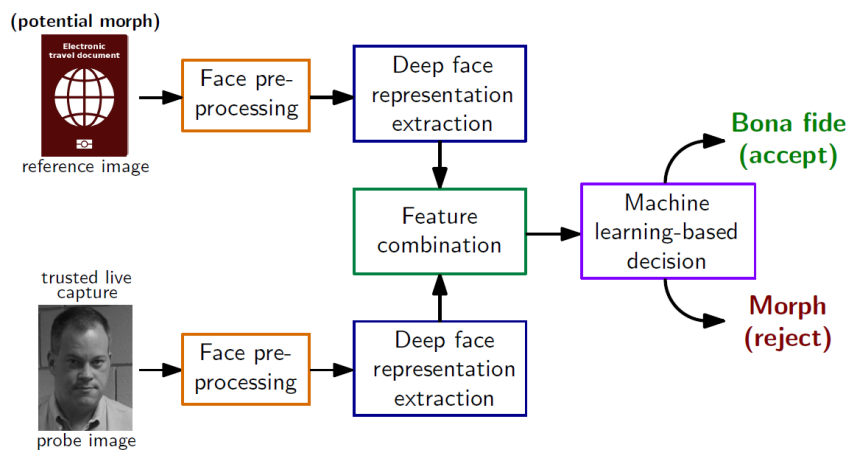 (potential morph)
Electronic
travel document
reference image
Face pre-
processing
Deep face
representation
extraction
Feature
combination
Machine
learning-based
decision
Bona fide
(accept)
Morph
(reject)
trusted live
capture
probe image
Face pre-
processing
Deep face
representation
extraction